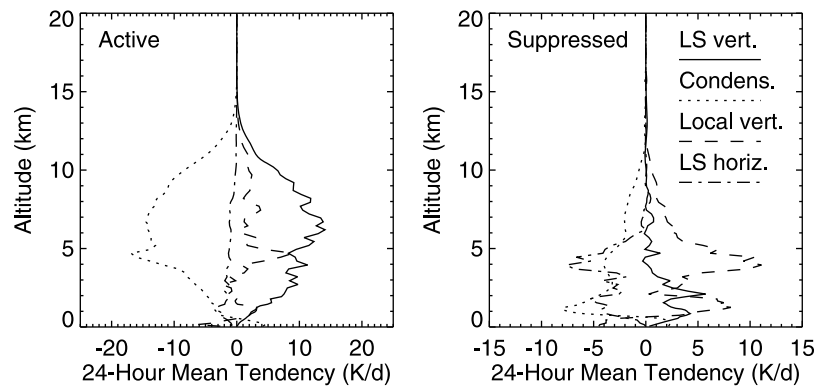 Active
Altitude (km)
20
15
10
5
0
-20 -10 0 10 20
24-Hour Mean Tendency (K/d)
Suppressed
Altitude (km)
20
15
10
5
0
-15 -10 -5 0 5 10 15
24-Hour Mean Tendency (K/d)
LS vert.
Condens.
Local vert.
LS horiz.